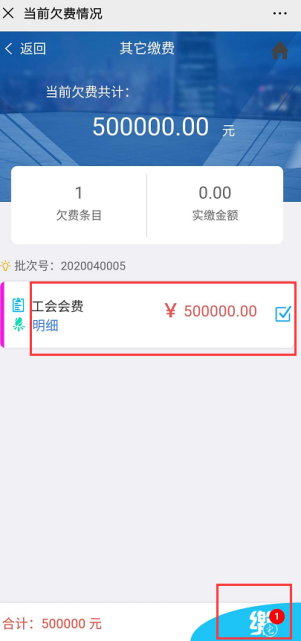 当前欠费情况
返回 其它缴费
当前欠费共计：
500000.00 元
1 0.00
欠费条目 实缴金额
批次号：2020040005
工会会费 ¥ 500000.00
明细
合计：500000 元 缴 1